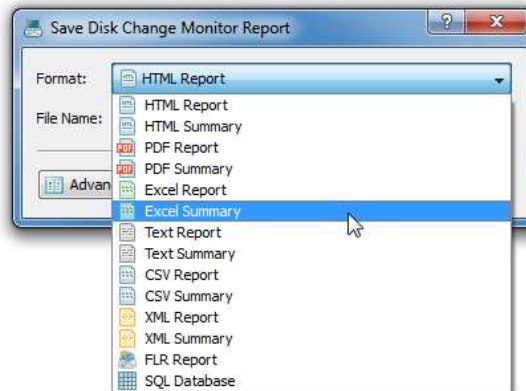 Save Disk Change Monitor Report
Format: HTML Report
File Name:
HTML Report
HTML Summary
PDF Report
PDF Summary
Excel Report
Advan
Excel Summary
Text Report
Text Summary
CSV Report
CSV Summary
XML Report
XML Summary
FLR Report
SQL Database